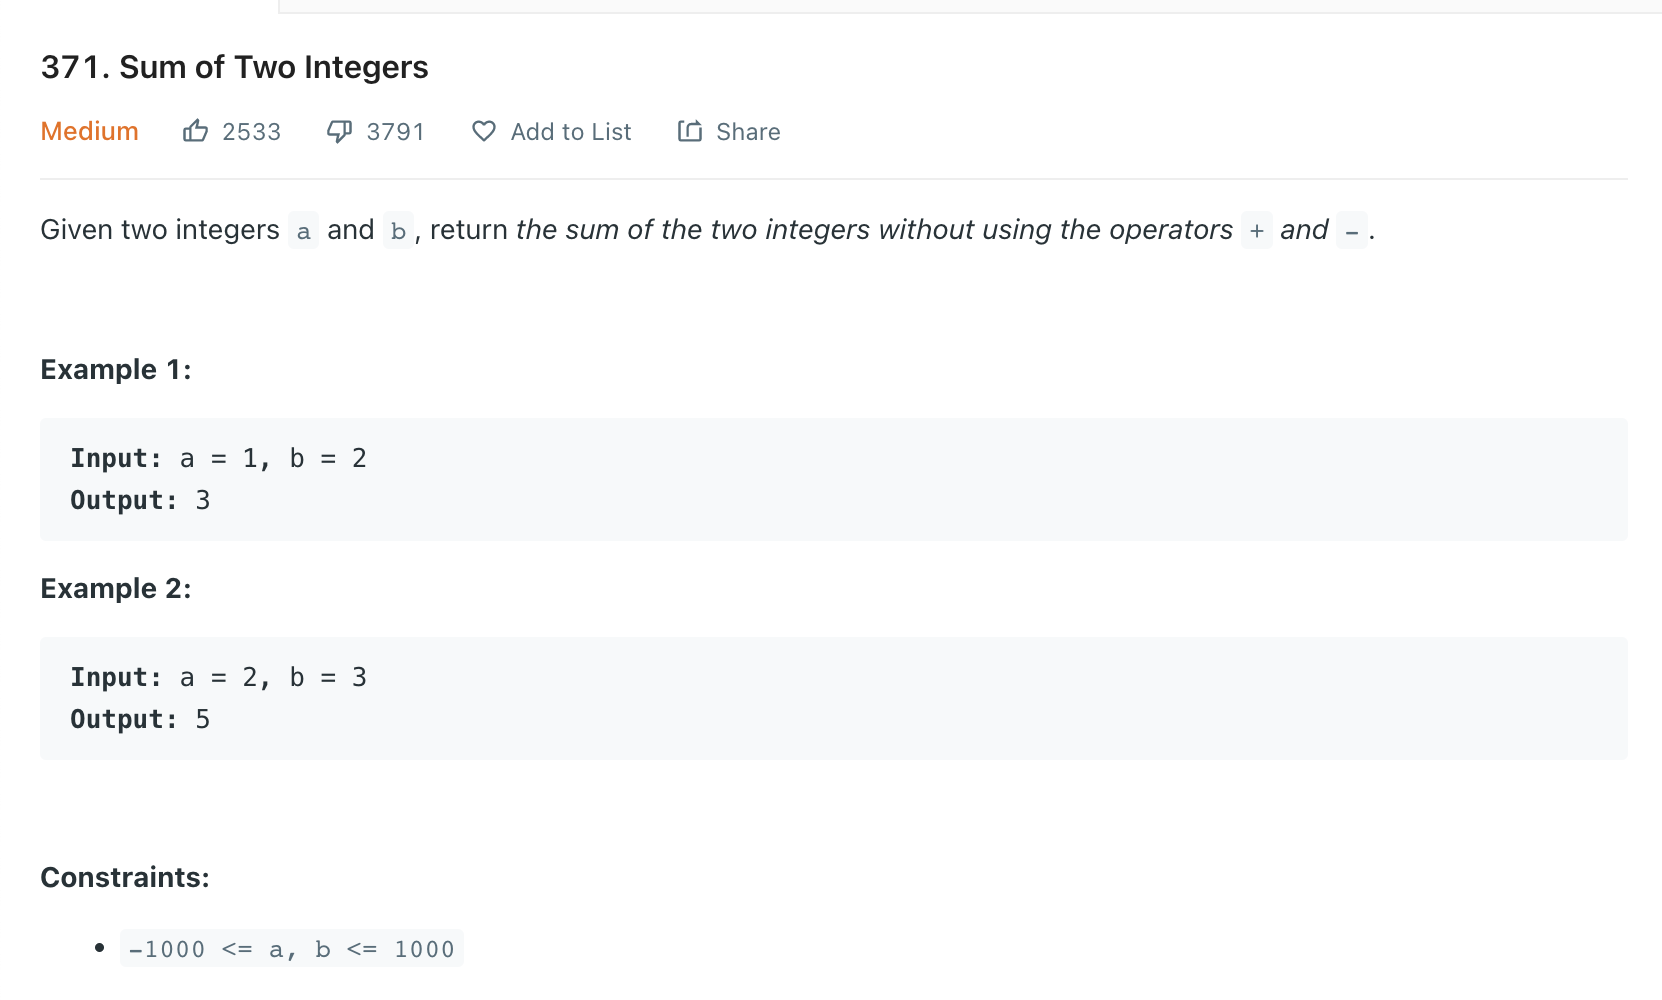 371. Sum of Two Integers
Medium 2533 3791 Add to List Share
Given two integers a and b, return the sum of the two integers without using the operators + and -.
Example 1:
Input: a = 1, b = 2
Output: 3
Example 2:
Input: a = 2, b = 3
Output: 5
Constraints:
• -1000 <= a, b <= 1000